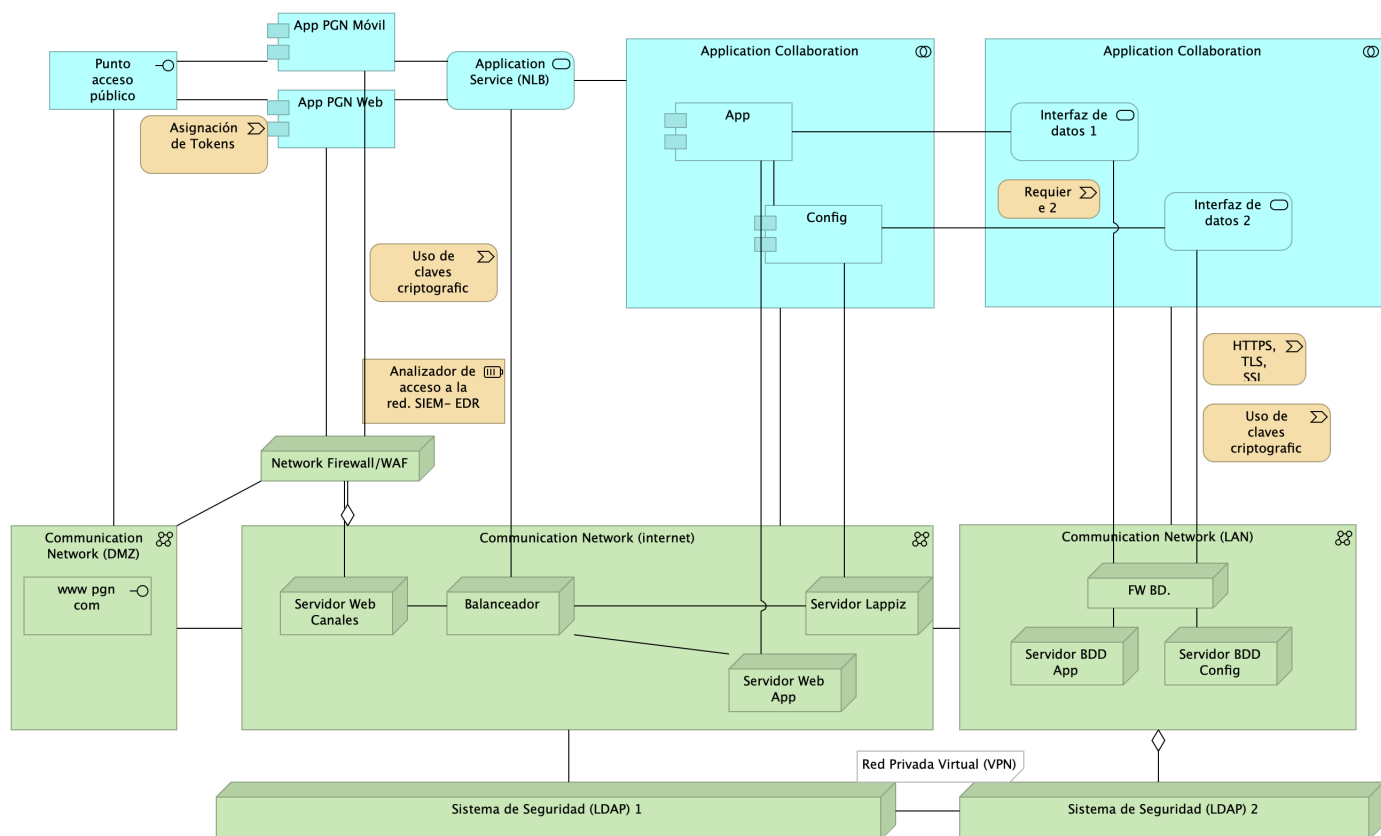 App PGN Móvil
Punto
acceso
público
Application
Service (NLB)
Application Collaboration
Application Collaboration
App PGN Web
Asignación
de Tokens
App
Interfaz de
datos 1
Requier
e 2
Interfaz de
datos 2
Config
Uso de
claves
criptografic
HTTPS,
TLS,
SSL
Analizador de
acceso a la
red. SIEM- EDR
Uso de
claves
criptografic
Network Firewall/WAF
Communication
Network (DMZ)
Communication Network (internet)
Communication Network (LAN)
www pgn
com
Servidor Web
Canales
Balanceador
Servidor Lappiz
FW BD.
Servidor BDD
App
Servidor BDD
Config
Servidor Web
App
Red Privada Virtual (VPN)
Sistema de Seguridad (LDAP) 1
Sistema de Seguridad (LDAP) 2